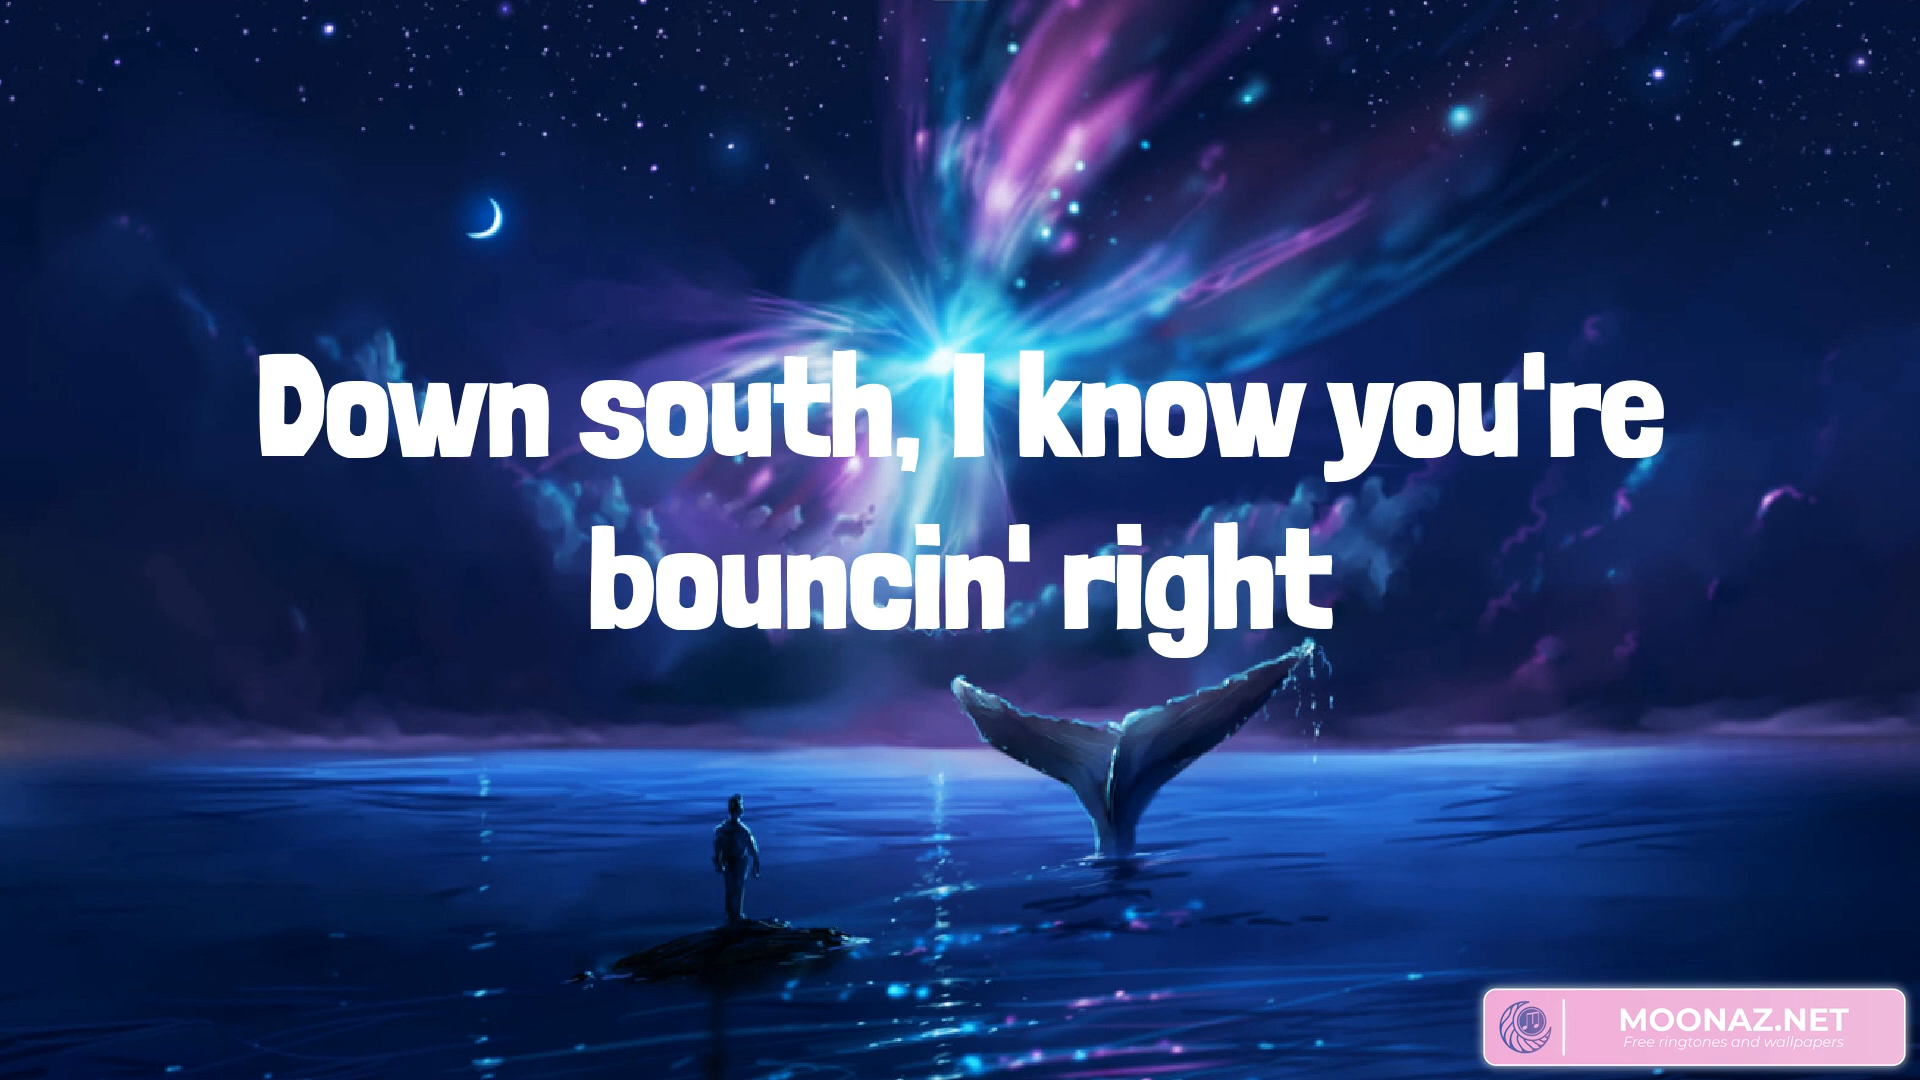 Down south, I know you're
bouncin' right
MOONAZ.NET
Free ringtones and wallpapers